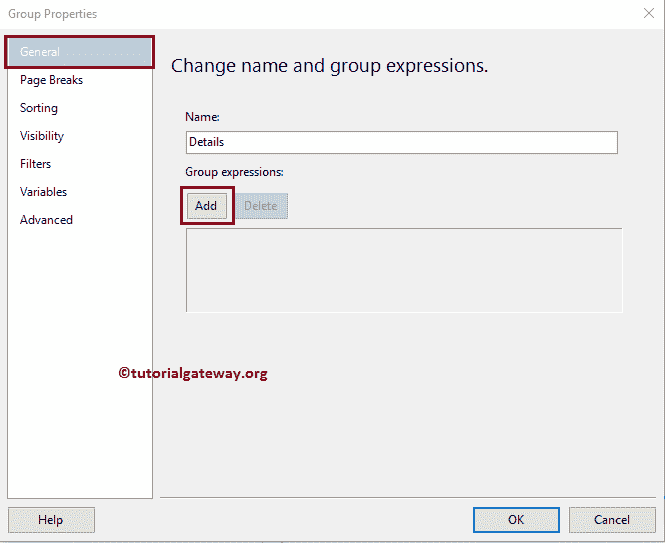 Group Properties
General
Page Breaks
Sorting
Visibility
Filters
Variables
Advanced
Change name and group expressions.
Name:
Details
Group expressions:
Add Delete
©tutorialgateway.org
Help OK Cancel